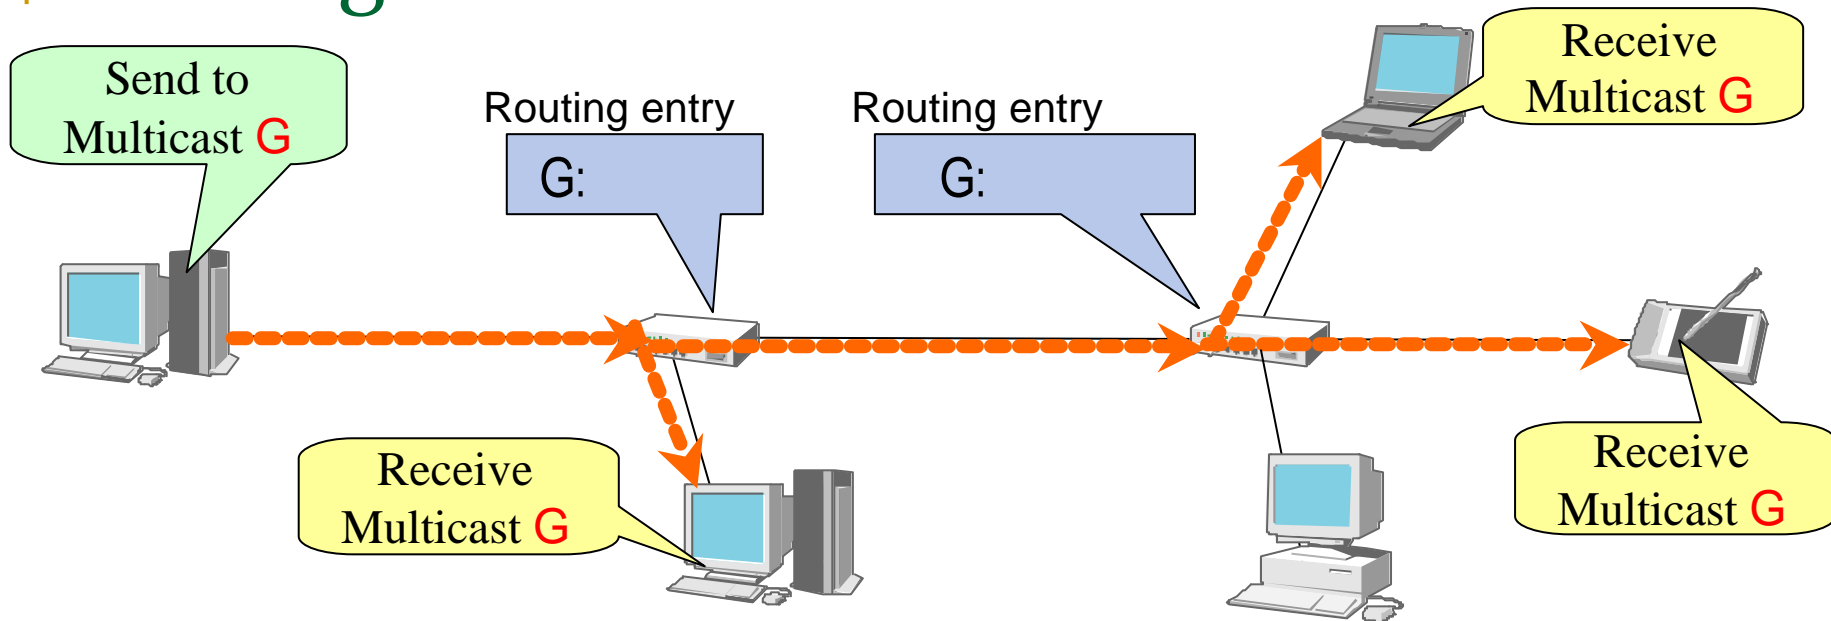 Send to
Multicast G
Routing entry
G:
Routing entry
G:
Receive
Multicast G
Receive
Multicast G
Receive
Multicast G